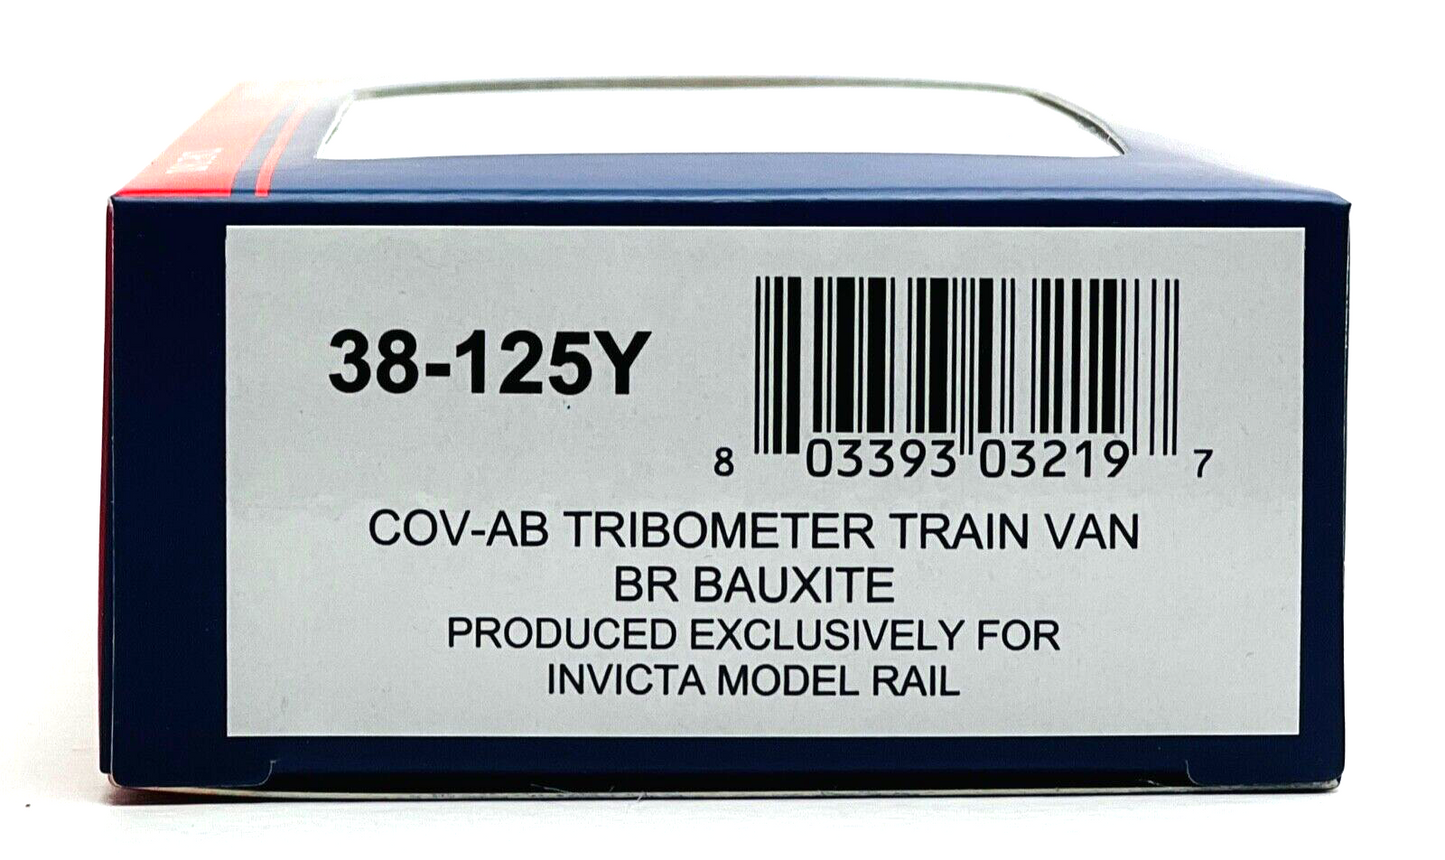 38-125Y
8 03393 03219 7
COV-AB TRIBOMETER TRAIN VAN
BR BAUXITE
PRODUCED EXCLUSIVELY FOR
INVICTA MODEL RAIL